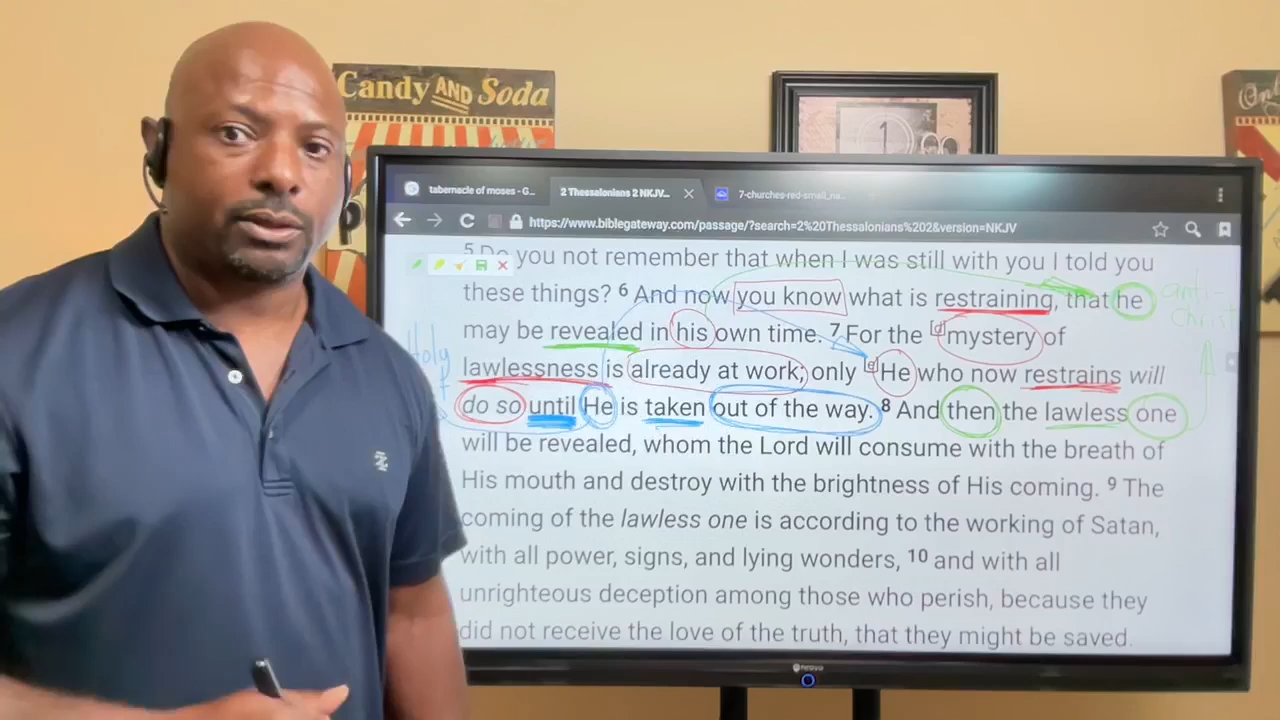 Candy AND Soda
1
tabernacle of moses - G...
2 Thessalonians 2 NKJV...
7-churches-red-small_na...
https://www.biblegateway.com/passage/?search=2%20Thessalonians%202&version=NKJV
5 Do you not remember that when I was still with you I told you
these things? 6 And now you know what is restraining, that he
anti-
Christ
may be revealed in his own time. 7 For the [d]mystery of
Holy
lawlessness is already at work; only [e]He who now restrains will
do so until He is taken out of the way. 8 And then the lawless one
will be revealed, whom the Lord will consume with the breath of
His mouth and destroy with the brightness of His coming. 9 The
coming of the lawless one is according to the working of Satan,
with all power, signs, and lying wonders, 10 and with all
unrighteous deception among those who perish, because they
did not receive the love of the truth, that they might be saved.